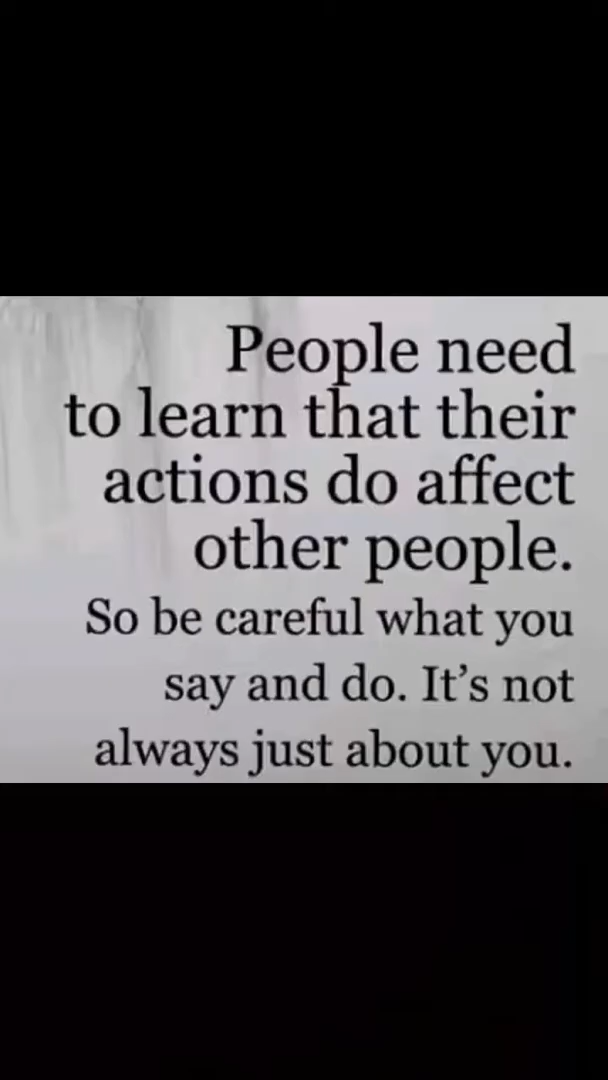 People need
to learn that their
actions do affect
other people.
So be careful what you
say and do. It’s not
always just about you.